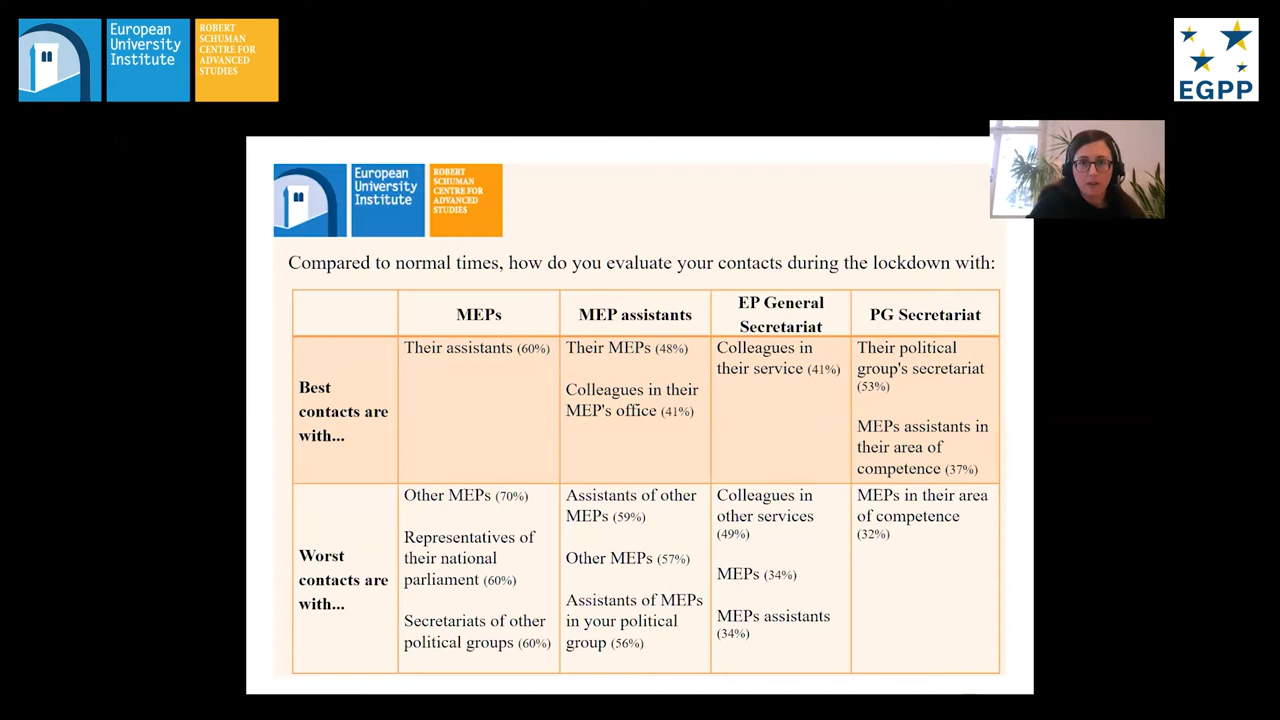 European
University
Institute
ROBERT
SCHUMAN
CENTRE FOR
ADVANCED
STUDIES
EGPP
European
University
Institute
ROBERT
SCHUMAN
CENTRE FOR
ADVANCED
STUDIES
Compared to normal times, how do you evaluate your contacts during the lockdown with:
MEPs
MEP assistants
EP General
Secretariat
PG Secretariat
Best
contacts are
with...
Their assistants (60%)
Their MEPs (48%)
Colleagues in their
MEP's office (41%)
Colleagues in
their service (41%)
Their political
group's secretariat
(53%)
MEPs assistants in
their area of
competence (37%)
Worst
contacts are
with...
Other MEPs (70%)
Representatives of
their national
parliament (60%)
Secretariats of other
political groups (60%)
Assistants of other
MEPs (59%)
Other MEPs (57%)
Assistants of MEPs
in your political
group (56%)
Colleagues in
other services
(49%)
MEPs (34%)
MEPs assistants
(34%)
MEPs in their area
of competence
(32%)